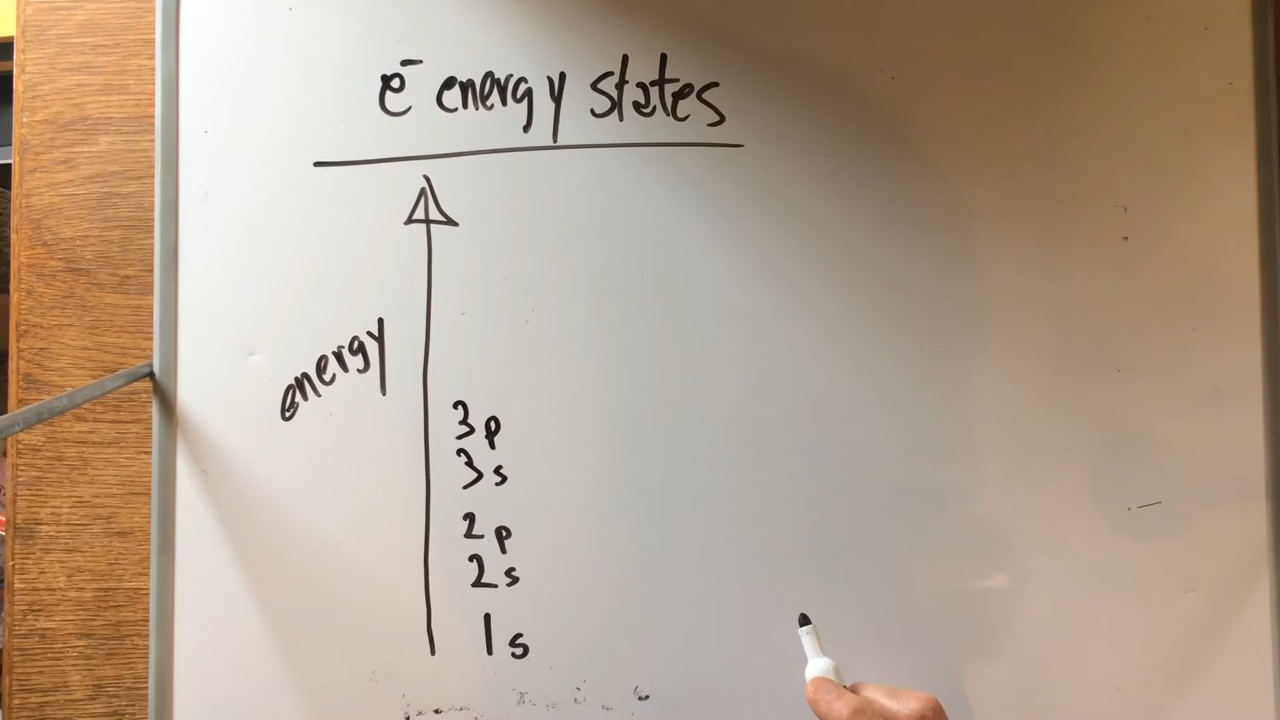 e⁻ energy states
energy
3p
3s
2p
2s
1s